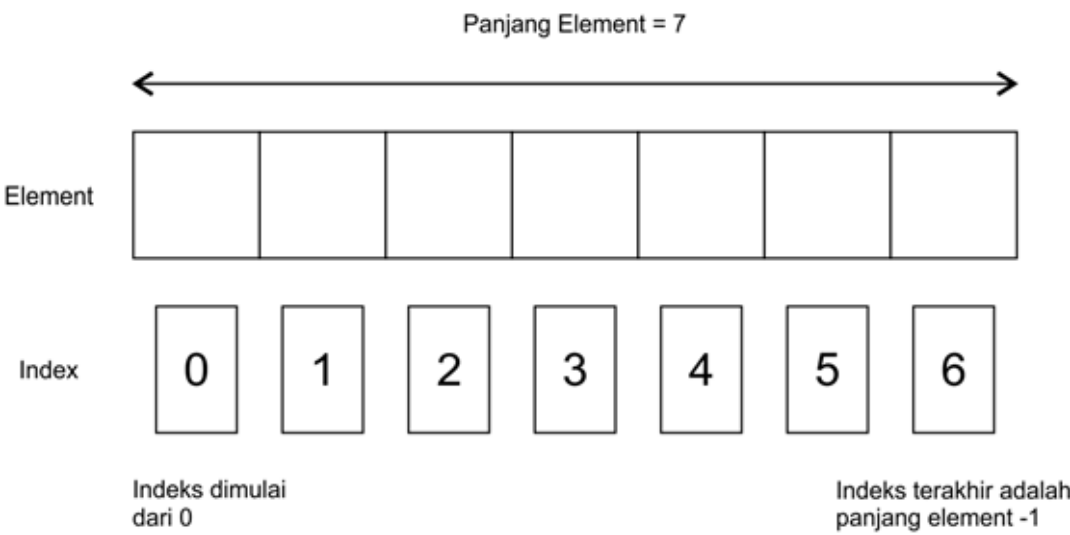 Panjang Element = 7
Element
Index
0
1
2
3
4
5
6
Indeks dimulai
dari 0
Indeks terakhir adalah
panjang element -1